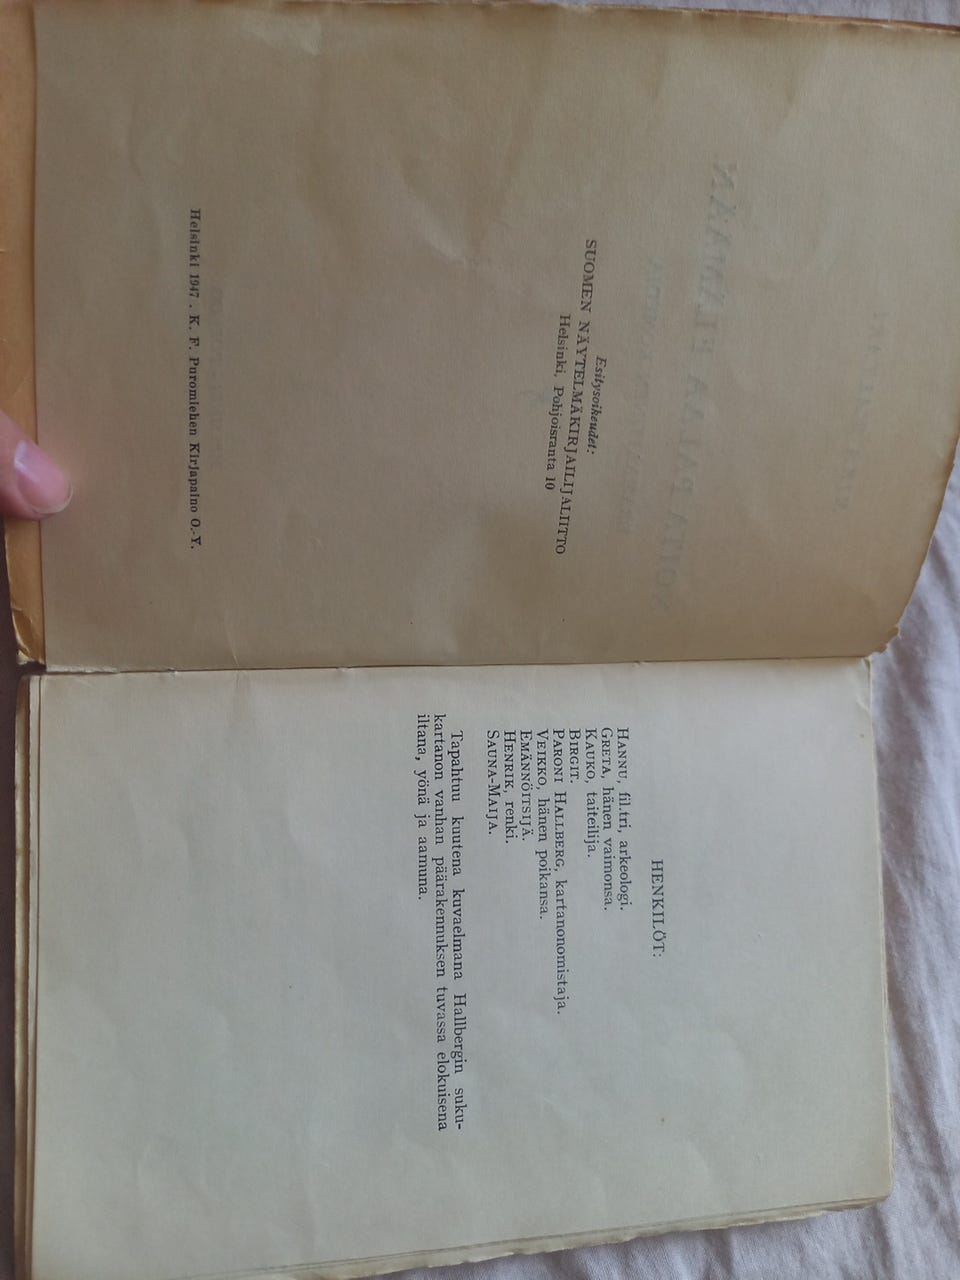 Esitysoikeudet:
SUOMEN NÄYTELMÄKIRJAILIJALIITTO
Helsinki, Pohjoisranta 10
Helsinki 1947 . K. F. Puromiehen Kirjapaino O.-Y.
HENKILÖT:
HANNU, fil.tri, arkeologi.
GRETA, hänen vaimonsa.
KAUKO, taiteilija.
BIRGIT.
PARONI HALLBERG, kartanonomistaja.
VEIKKO, hänen poikansa.
EMÄNNÖITSIJÄ.
HENRIK, renki.
SAUNA-MAIJA.
Tapahtuu kuutena kuvaelmana Hallbergin suku-
kartanon vanhan päärakennuksen tuvassa elokuisena
iltana, yönä ja aamuna.